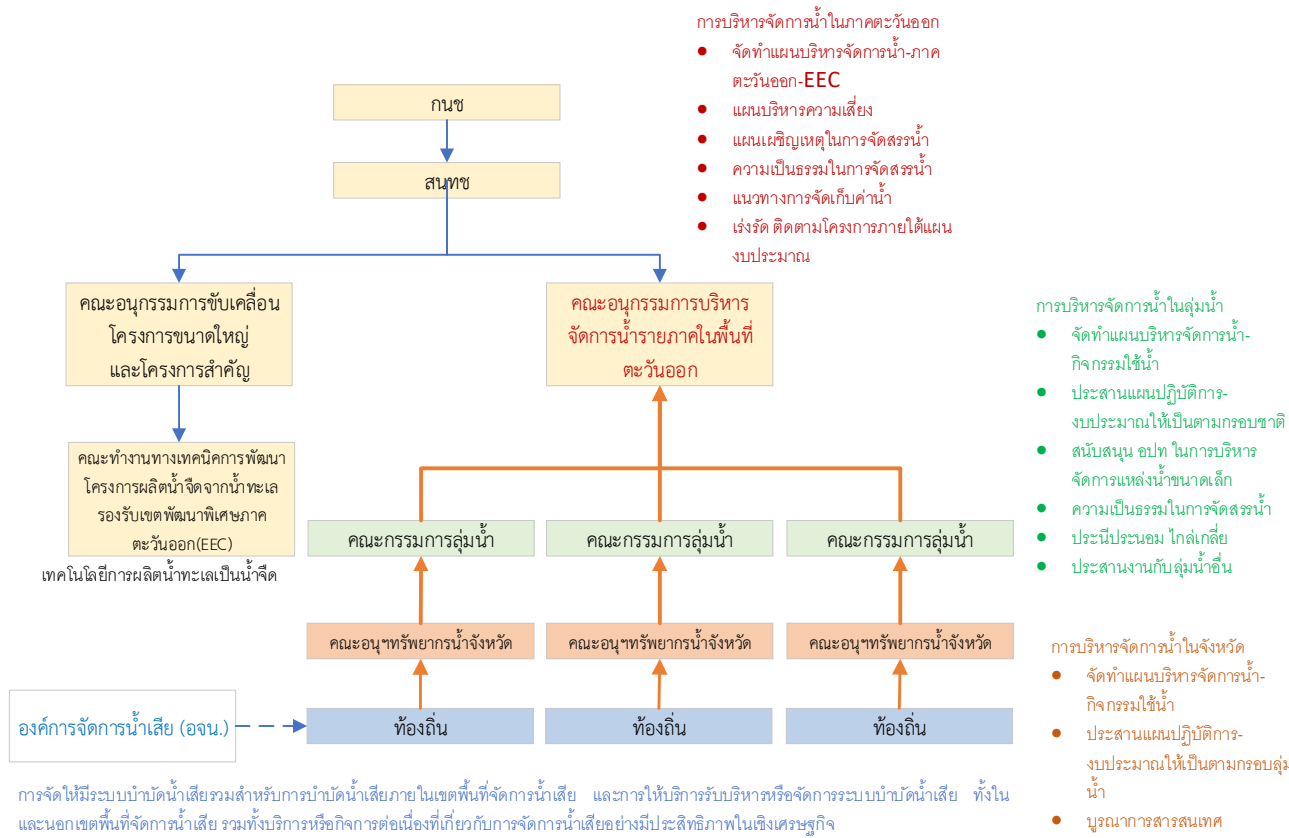 การบริหารจัดการน้ำในภาคตะวันออก
● จัดทำแผนบริหารจัดการน้ำ-ภาค
ตะวันออก-EEC
● แผนบริหารความเสี่ยง
● แผนเผชิญเหตุในการจัดสรรน้ำ
● ความเป็นธรรมในการจัดสรรน้ำ
● แนวทางการจัดเก็บค่าน้ำ
● เร่งรัด ติดตามโครงการภายใต้แผน
งบประมาณ
กนช
สนทช
คณะอนุกรรมการขับเคลื่อน
โครงการขนาดใหญ่
และโครงการสำคัญ
คณะอนุกรรมการบริหาร
จัดการน้ำรายภาคในพื้นที่
ตะวันออก
คณะทำงานทางเทคนิคการพัฒนา
โครงการผลิตน้ำจืดจากน้ำทะเล
รองรับเขตพัฒนาพิเศษภาค
ตะวันออก(EEC)
เทคโนโลยีการผลิตน้ำทะเลเป็นน้ำจืด
การบริหารจัดการน้ำในลุ่มน้ำ
● จัดทำแผนบริหารจัดการน้ำ-
กิจกรรมใช้น้ำ
● ประสานแผนปฏิบัติการ-
งบประมาณให้เป็นตามกรอบชาติ
● สนับสนุน อปท ในการบริหาร
จัดการแหล่งน้ำขนาดเล็ก
● ความเป็นธรรมในการจัดสรรน้ำ
● ประนีประนอม ไกล่เกลี่ย
● ประสานงานกับลุ่มน้ำอื่น
คณะกรรมการลุ่มน้ำ
คณะกรรมการลุ่มน้ำ
คณะกรรมการลุ่มน้ำ
คณะอนุฯทรัพยากรน้ำจังหวัด
คณะอนุฯทรัพยากรน้ำจังหวัด
คณะอนุฯทรัพยากรน้ำจังหวัด
องค์การจัดการน้ำเสีย (อจน.)
ท้องถิ่น
ท้องถิ่น
ท้องถิ่น
การบริหารจัดการน้ำในจังหวัด
● จัดทำแผนบริหารจัดการน้ำ-
กิจกรรมใช้น้ำ
● ประสานแผนปฏิบัติการ-
งบประมาณให้เป็นตามกรอบลุ่ม
น้ำ
● บูรณาการสารสนเทศ
การจัดให้มีระบบบำบัดน้ำเสียรวมสำหรับการบำบัดน้ำเสียภายในเขตพื้นที่จัดการน้ำเสีย และการให้บริการรับบริหารหรือจัดการระบบบำบัดน้ำเสีย ทั้งใน
และนอกเขตพื้นที่จัดการน้ำเสีย รวมทั้งบริการหรือกิจการต่อเนื่องที่เกี่ยวกับการจัดการน้ำเสียอย่างมีประสิทธิภาพในเชิงเศรษฐกิจ